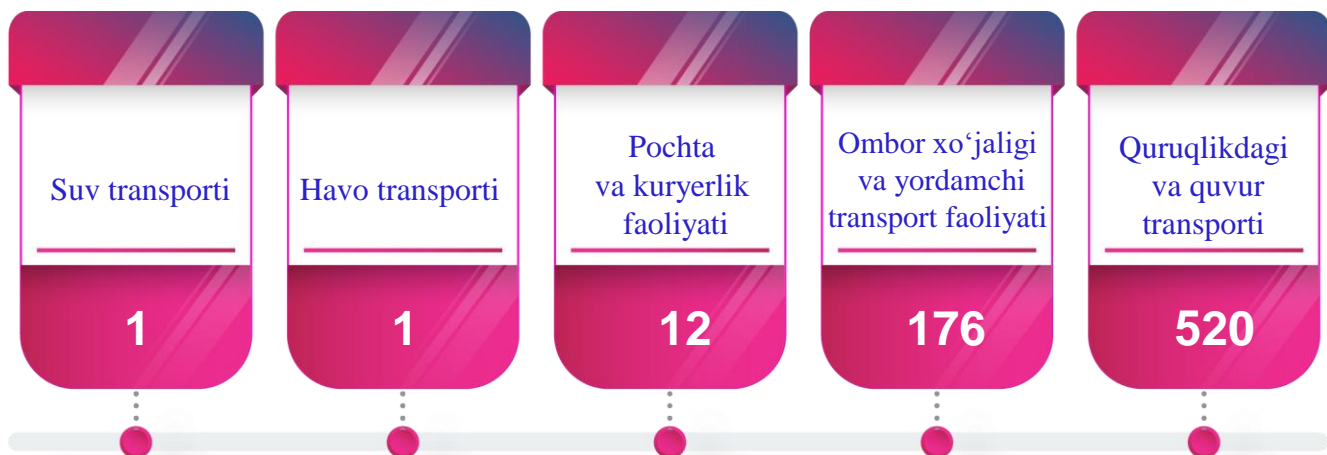 Suv transporti
1
Havo transporti
1
Pochta
va kuryerlik
faoliyati
12
Ombor xo‘jaligi
va yordamchi
transport faoliyati
176
Quruqlikdagi
va quvur
transporti
520